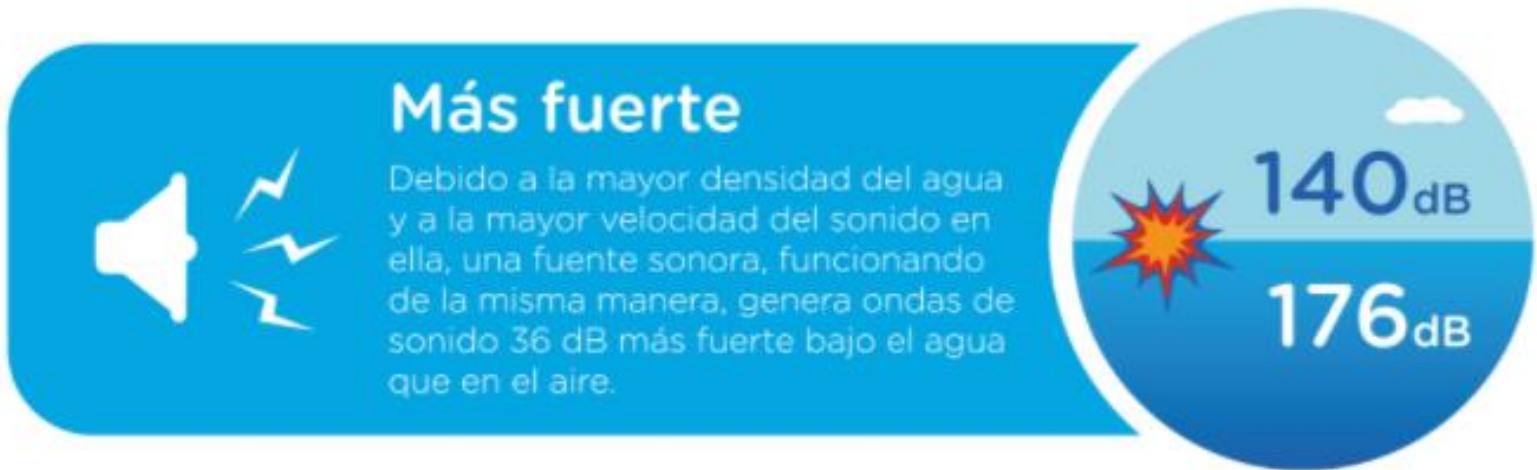 Más fuerte
Debido a la mayor densidad del agua
y a la mayor velocidad del sonido en
ella, una fuente sonora, funcionando
de la misma manera, genera ondas de
sonido 36 dB más fuerte bajo el agua
que en el aire.
140dB
176dB